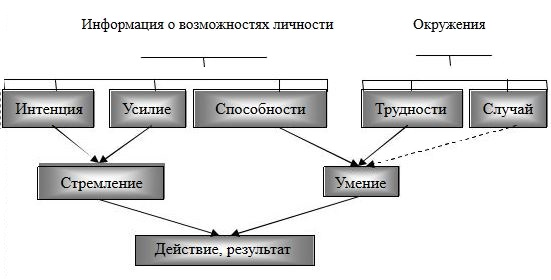 Информация о возможностях личности
Окружения
Интенция
Усилие
Способности
Трудности
Случай
Стремление
Умение
Действие, результат